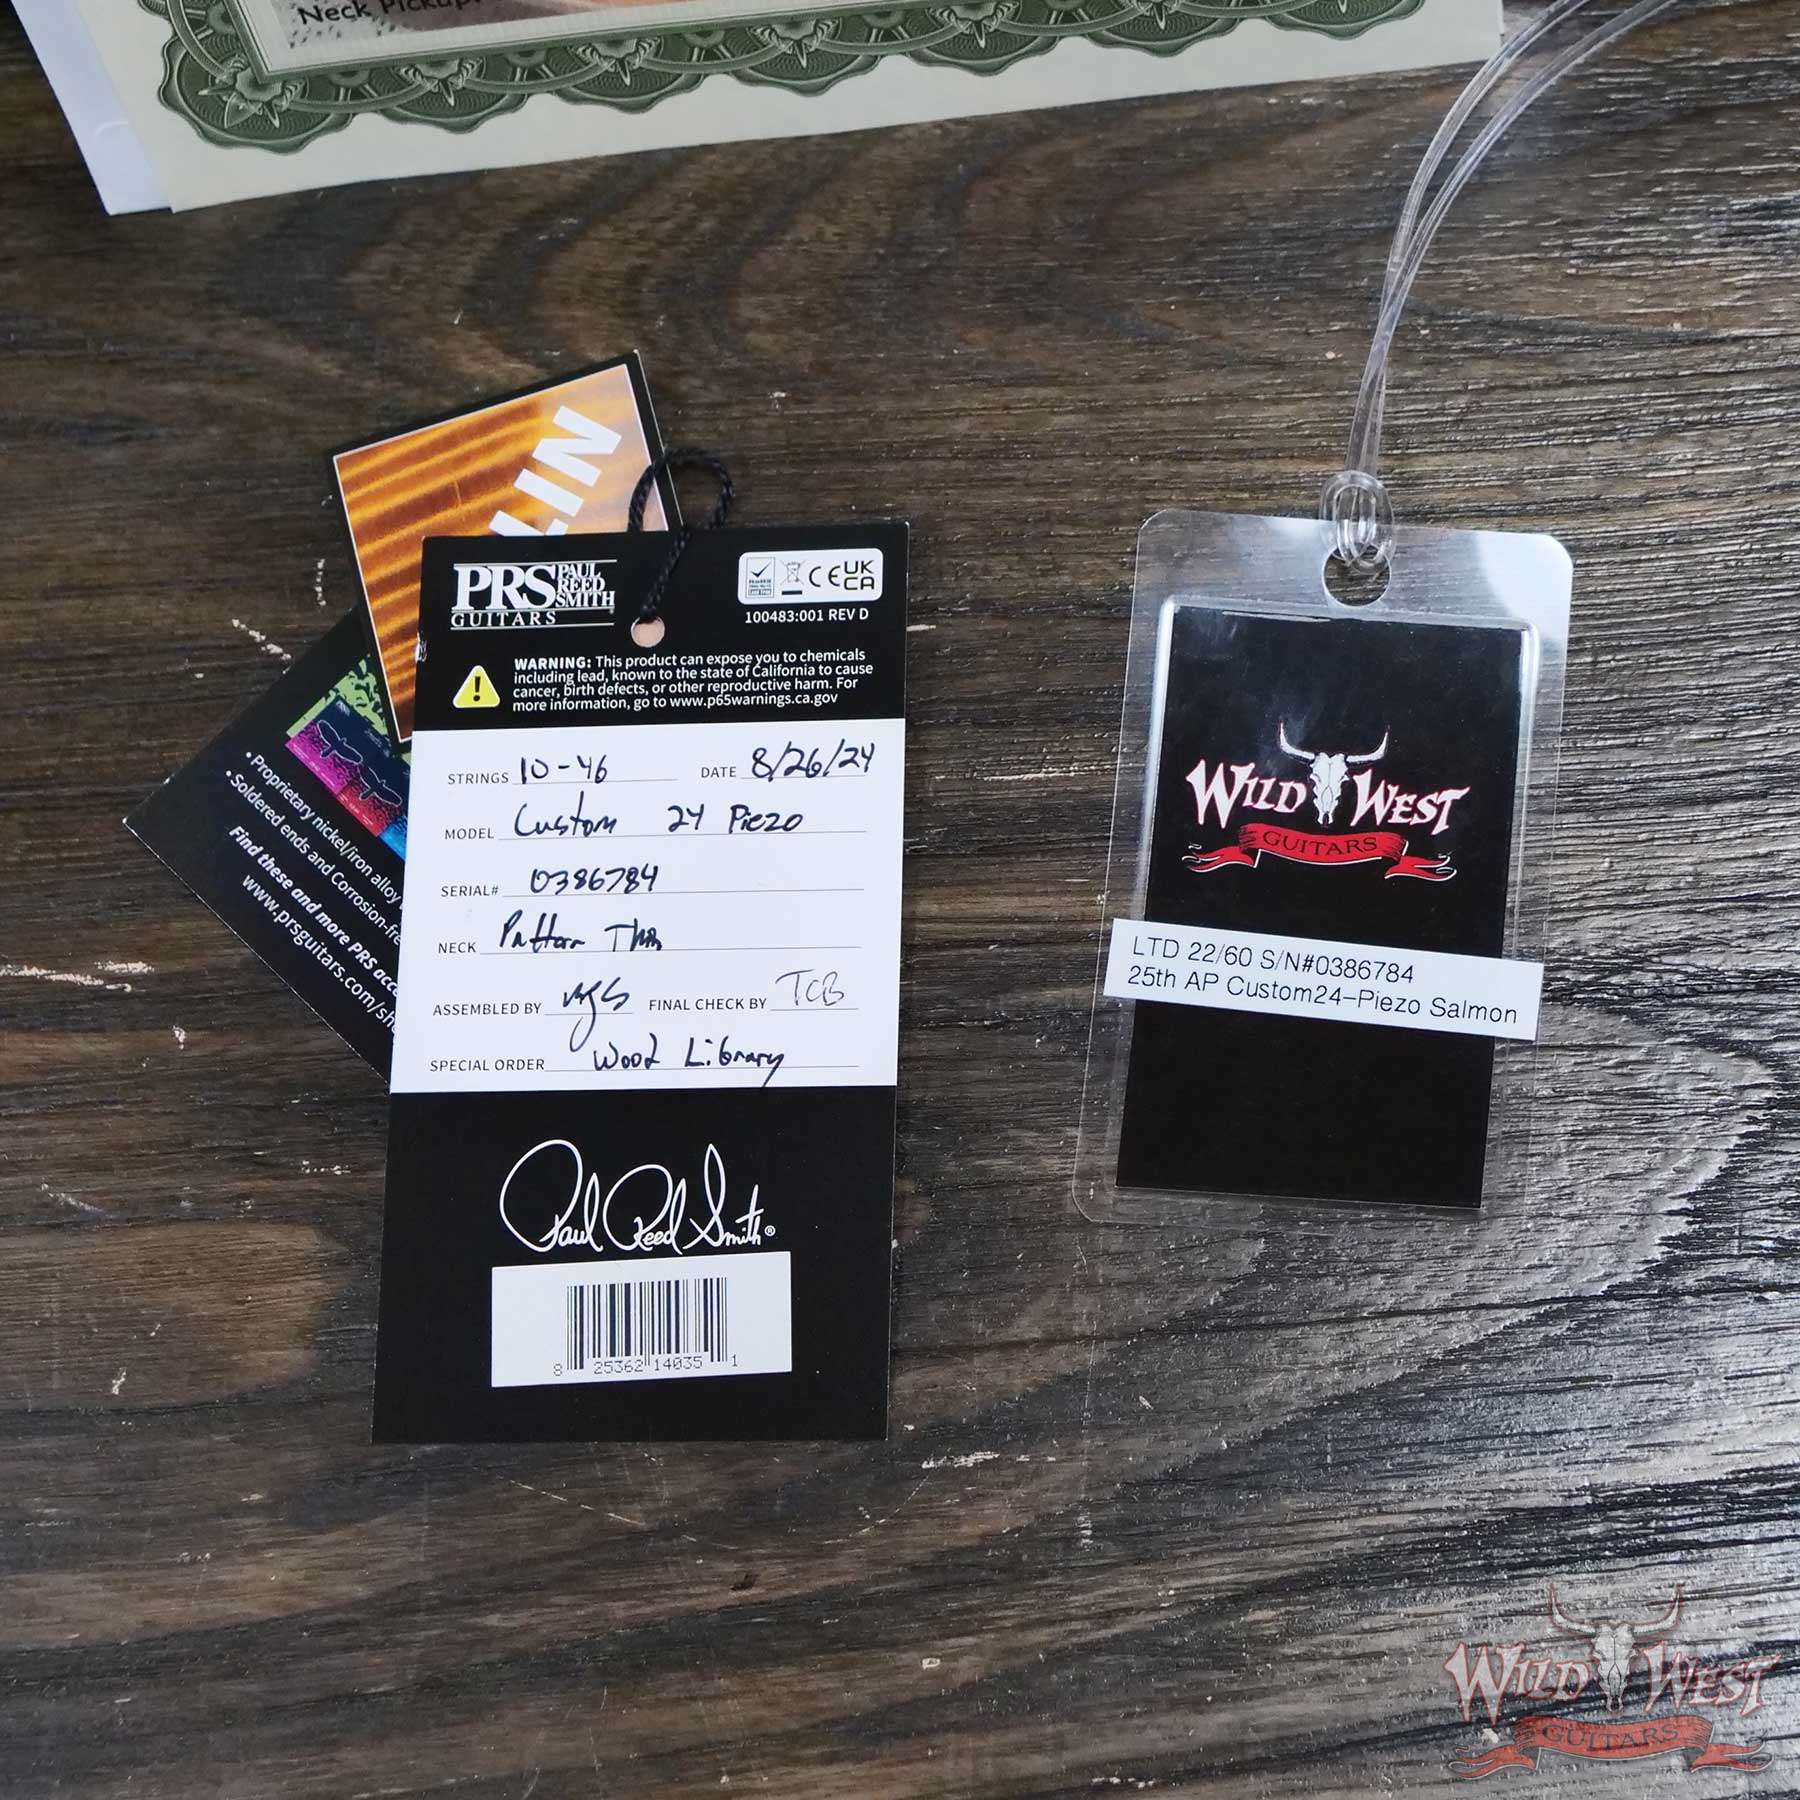 Neck Pickup
LIN
PRS PAUL REED SMITH
GUITARS
UK CA
100483:001 REV D
WARNING: This product can expose you to chemicals
including lead, known to the state of California to cause
cancer, birth defects, or other reproductive harm. For
more information, go to www.p65warnings.ca.gov
STRINGS 10-46 DATE 8/26/24
MODEL Custom 24 Piezo
SERIAL# 0386784
NECK Pattern Thin
ASSEMBLED BY FINAL CHECK BY TCB
SPECIAL ORDER Wood Library
Paul Reed Smith®
8 25362 14035 1
• Proprietary nickel/iron alloy
• Soldered ends and Corrosion-fre
Find these and more PRS acce
www.prsguitars.com/sh
WILD WEST
GUITARS
LTD 22/60 S/N#0386784
25th AP Custom24-Piezo Salmon
WILD WEST
GUITARS